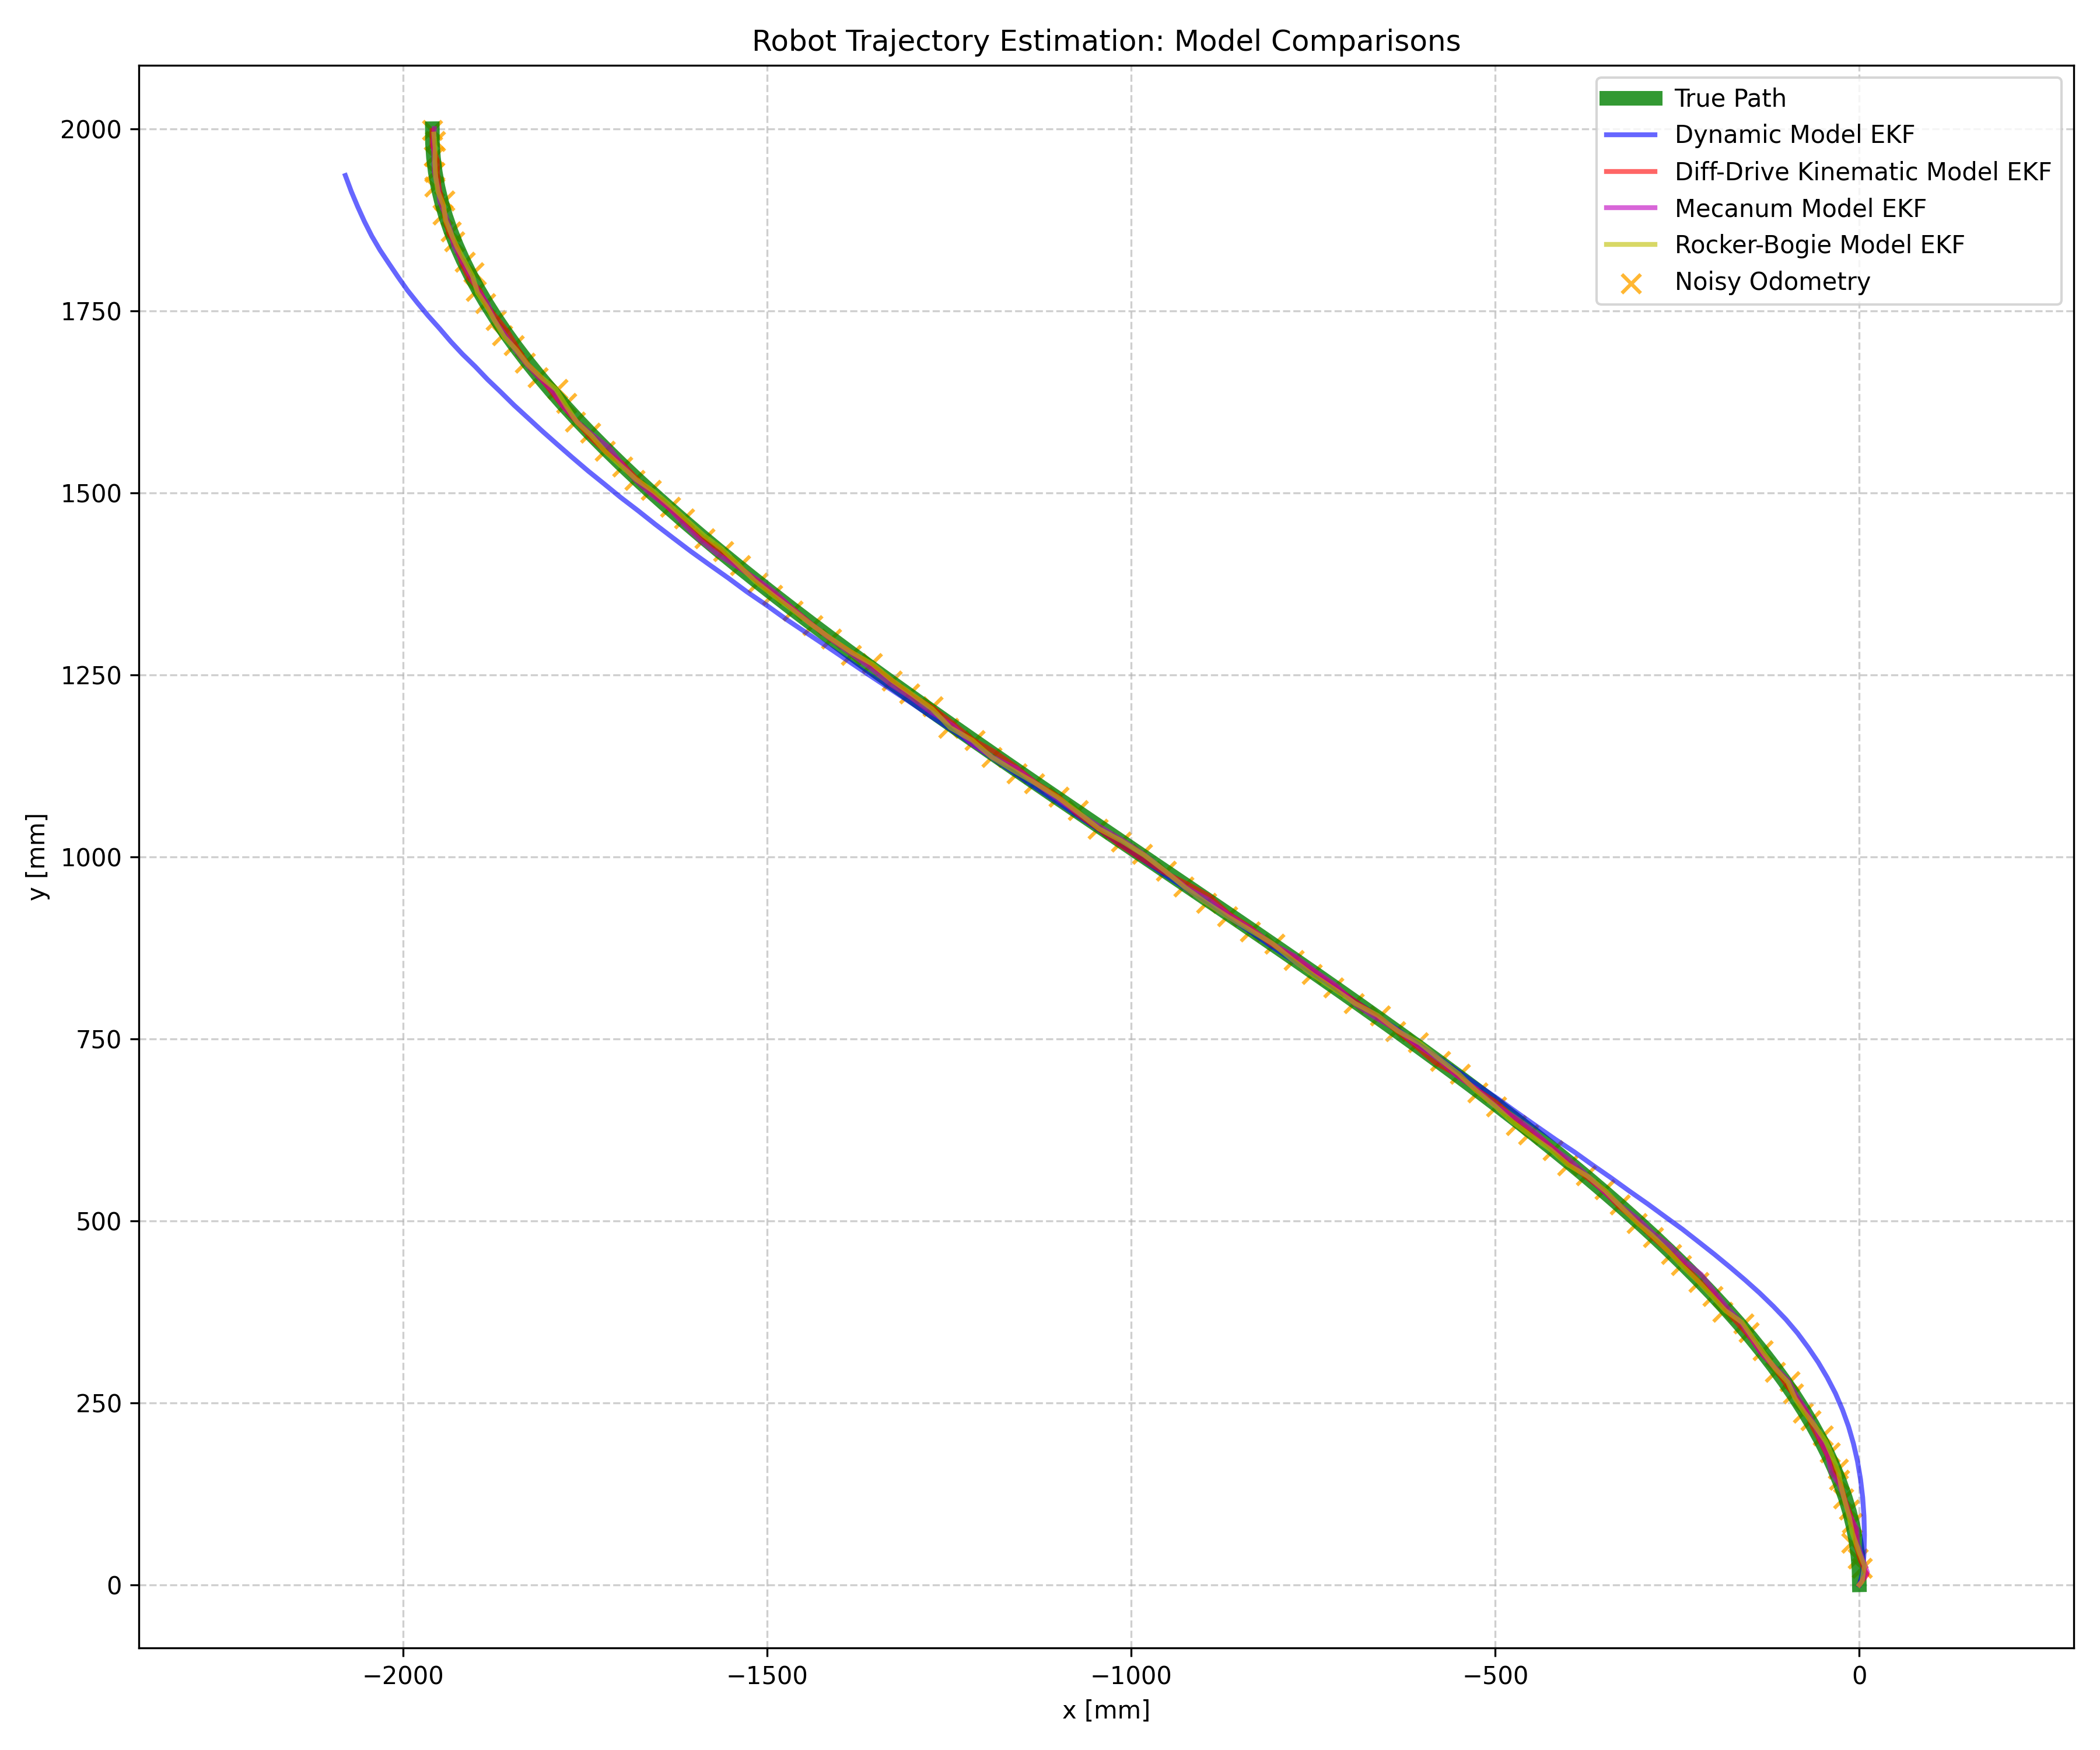 Robot Trajectory Estimation: Model Comparisons
True Path
Dynamic Model EKF
Diff-Drive Kinematic Model EKF
Mecanum Model EKF
Rocker-Bogie Model EKF
Noisy Odometry
2000
1750
1500
1250
1000
750
500
250
0
y [mm]
−2000 −1500 −1000 −500 0
x [mm]